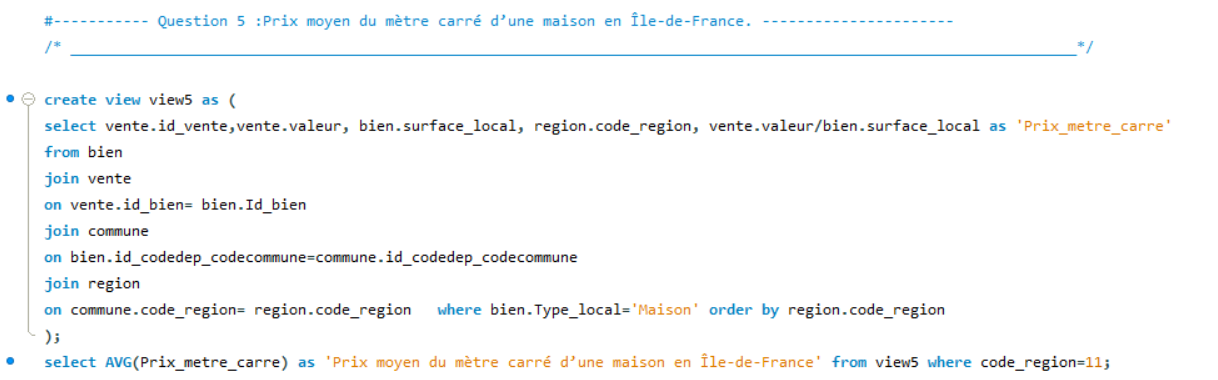 #----------- Question 5 :Prix moyen du mètre carré d’une maison en Île-de-France. ----------------------
/* ____________________________________________________________________________________________________*/
create view view5 as (
select vente.id_vente,vente.valeur, bien.surface_local, region.code_region, vente.valeur/bien.surface_local as 'Prix_metre_carre'
from bien
join vente
on vente.id_bien= bien.Id_bien
join commune
on bien.id_codedep_codecommune=commune.id_codedep_codecommune
join region
on commune.code_region= region.code_region   where bien.Type_local='Maison' order by region.code_region
);
select AVG(Prix_metre_carre) as 'Prix moyen du mètre carré d’une maison en Île-de-France' from view5 where code_region=11;